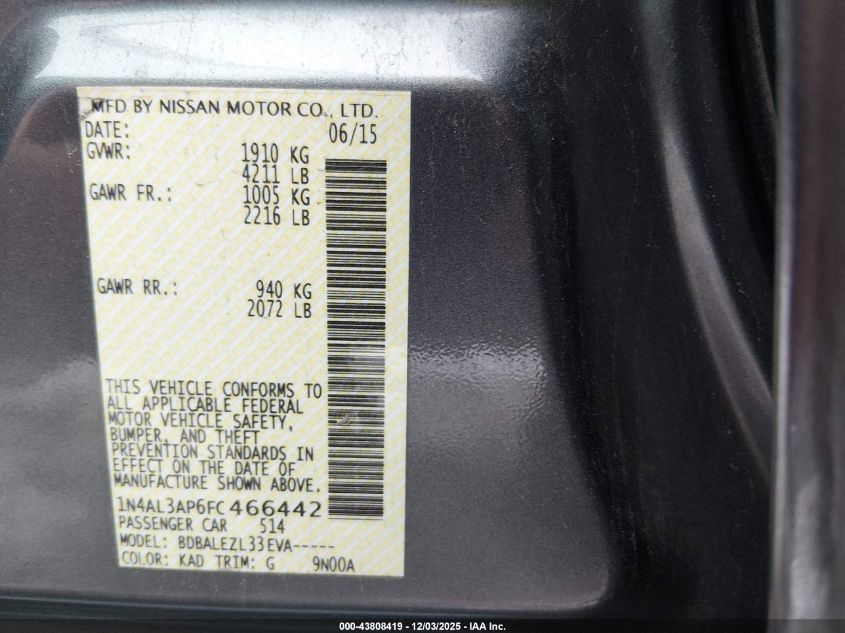 MFD BY NISSAN MOTOR CO., LTD.
DATE: 06/15
GVWR: 1910 KG
4211 LB
GAWR FR.: 1005 KG
2216 LB
GAWR RR.: 940 KG
2072 LB
THIS VEHICLE CONFORMS TO
ALL APPLICABLE FEDERAL
MOTOR VEHICLE SAFETY,
BUMPER, AND THEFT
PREVENTION STANDARDS IN
EFFECT ON THE DATE OF
MANUFACTURE SHOWN ABOVE.
1N4AL3AP6FC466442
PASSENGER CAR 514
MODEL: BDBALEZL33EVA-----
COLOR: KAD TRIM: G 9N00A
000-43808419 - 12/03/2025 - IAA Inc.